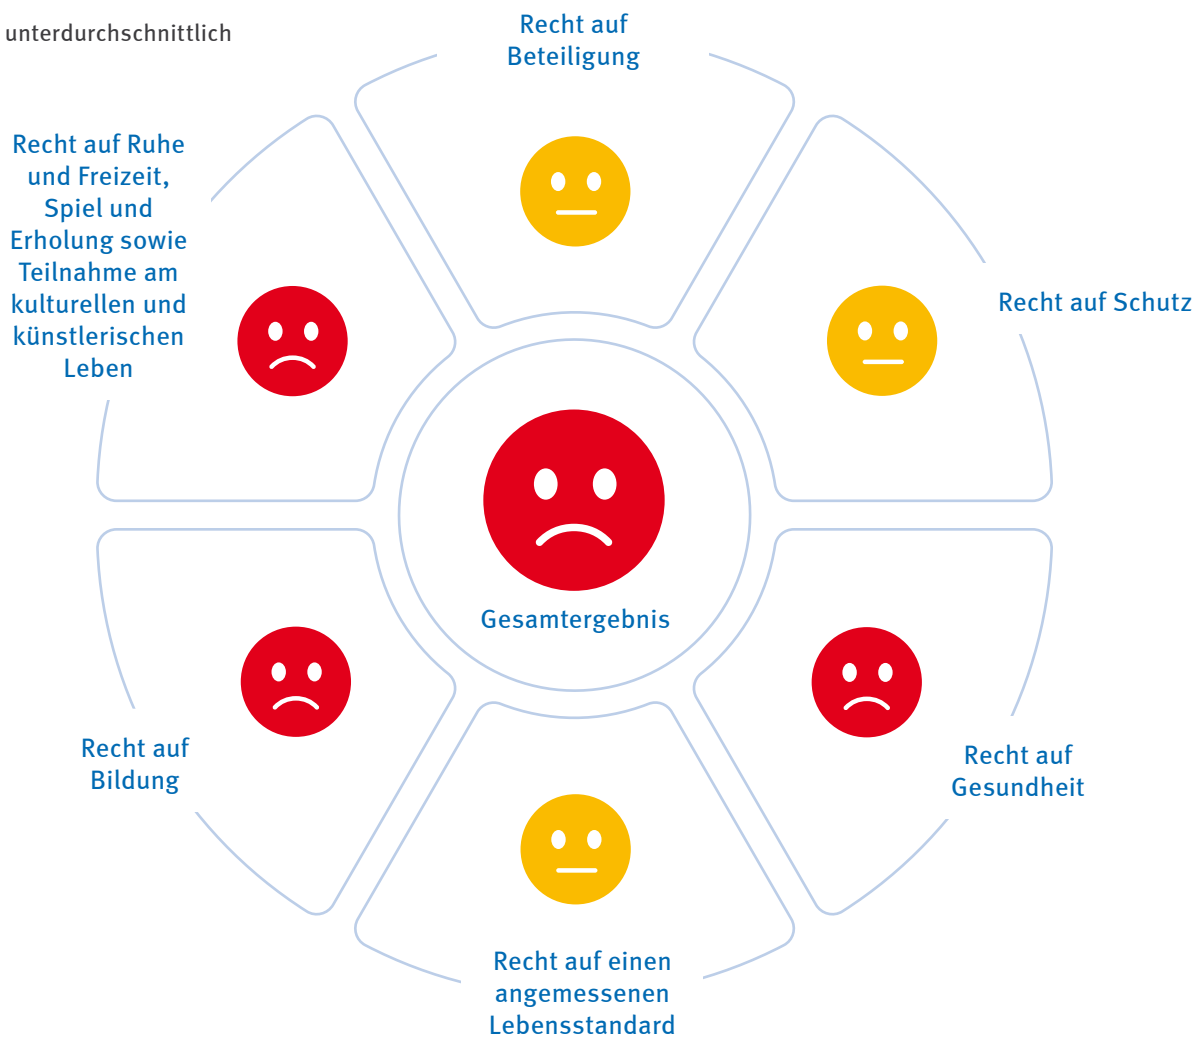 unterdurchschnittlich
Recht auf
Beteiligung
Recht auf Ruhe
und Freizeit,
Spiel und
Erholung sowie
Teilnahme am
kulturellen und
künstlerischen
Leben
Recht auf Schutz
Gesamtergebnis
Recht auf
Bildung
Recht auf
Gesundheit
Recht auf einen
angemessenen
Lebensstandard